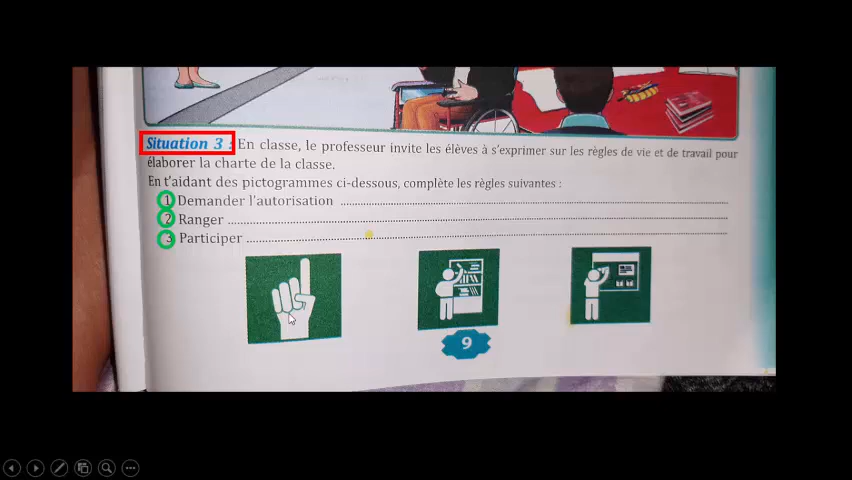 Situation 3 : En classe, le professeur invite les élèves à s'exprimer sur les règles de vie et de travail pour
élaborer la charte de la classe.
En t'aidant des pictogrammes ci-dessous, complète les règles suivantes :
1 Demander l'autorisation ..........
2 Ranger ..........
3 Participer ..........
9